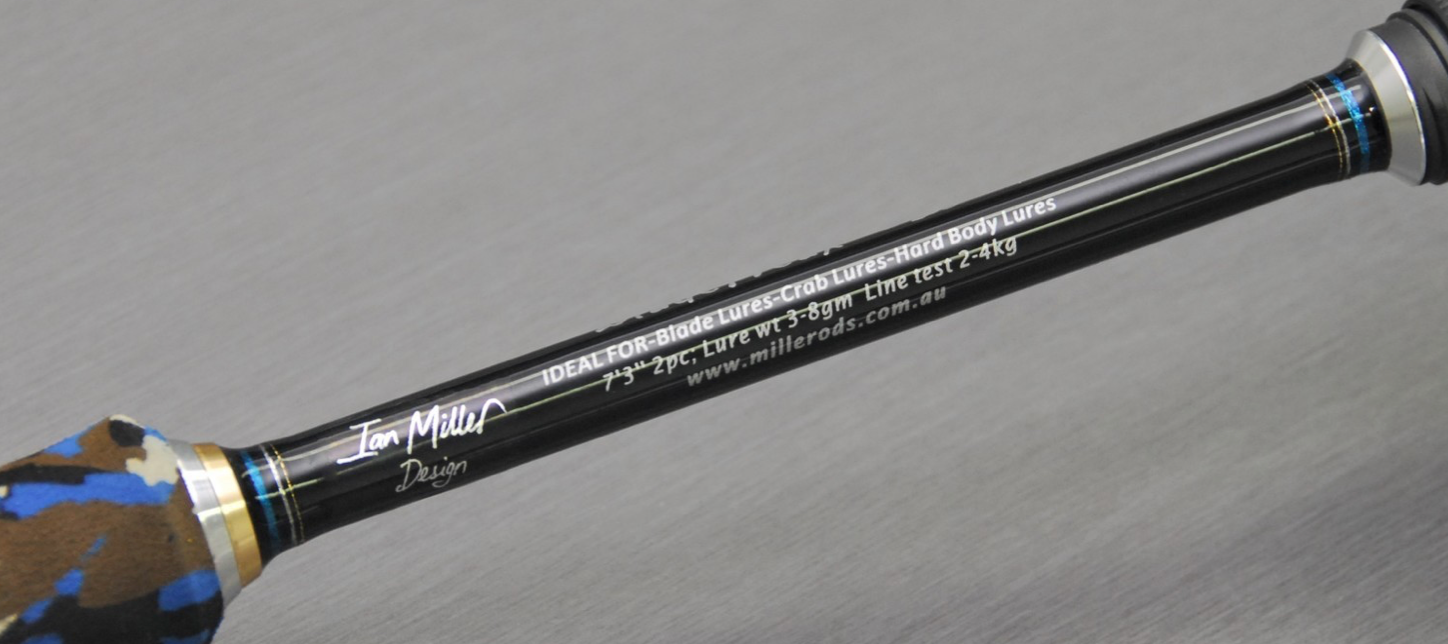 IDEAL FOR-Blade Lures-Crab Lures-Hard Body Lures
7'3" 2pc; Lure wt 3-8gm Line test 2-4kg
www.millerods.com.au
Ian Miller
Design